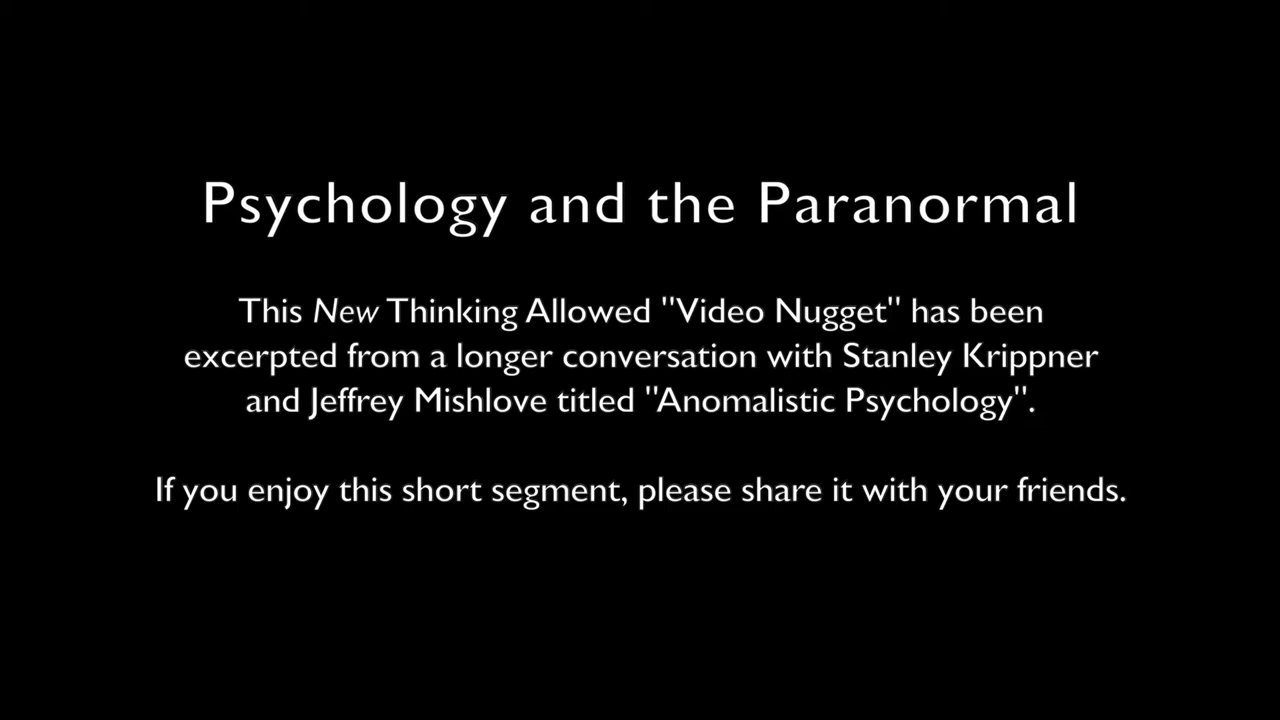 Psychology and the Paranormal
This New Thinking Allowed "Video Nugget" has been
excerpted from a longer conversation with Stanley Krippner
and Jeffrey Mishlove titled "Anomalistic Psychology".
If you enjoy this short segment, please share it with your friends.